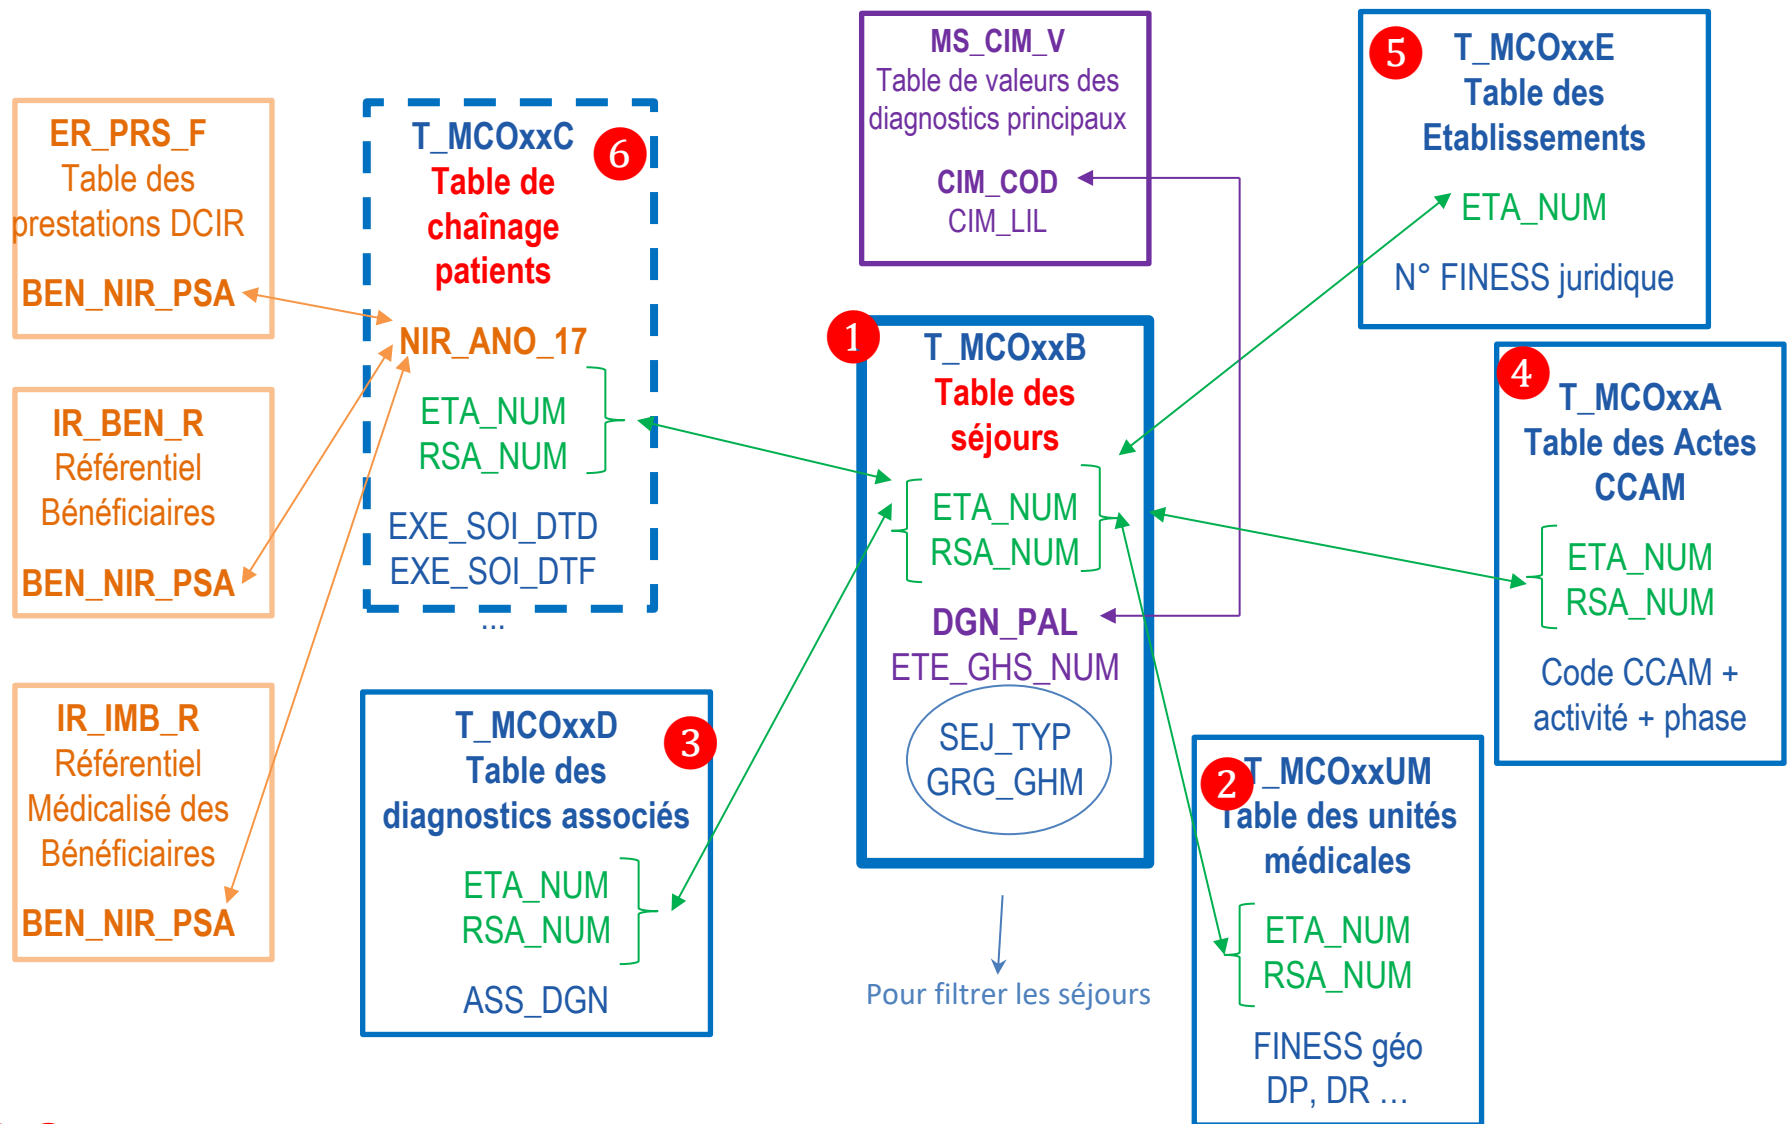 ER_PRS_F
Table des
prestations DCIR
BEN_NIR_PSA
IR_BEN_R
Référentiel
Bénéficiaires
BEN_NIR_PSA
IR_IMB_R
Référentiel
Médicalisé des
Bénéficiaires
BEN_NIR_PSA
6
T_MCOxxC
Table de
chaînage
patients
NIR_ANO_17
ETA_NUM
RSA_NUM
EXE_SOI_DTD
EXE_SOI_DTF
...
3
T_MCOxxD
Table des
diagnostics associés
ETA_NUM
RSA_NUM
ASS_DGN
MS_CIM_V
Table de valeurs des
diagnostics principaux
CIM_COD
CIM_LIL
1
T_MCOxxB
Table des
séjours
ETA_NUM
RSA_NUM
DGN_PAL
ETE_GHS_NUM
SEJ_TYP
GRG_GHM
Pour filtrer les séjours
5
T_MCOxxE
Table des
Etablissements
ETA_NUM
N° FINESS juridique
4
T_MCOxxA
Table des Actes
CCAM
ETA_NUM
RSA_NUM
Code CCAM +
activité + phase
2
T_MCOxxUM
Table des unités
médicales
ETA_NUM
RSA_NUM
FINESS géo
DP, DR ...